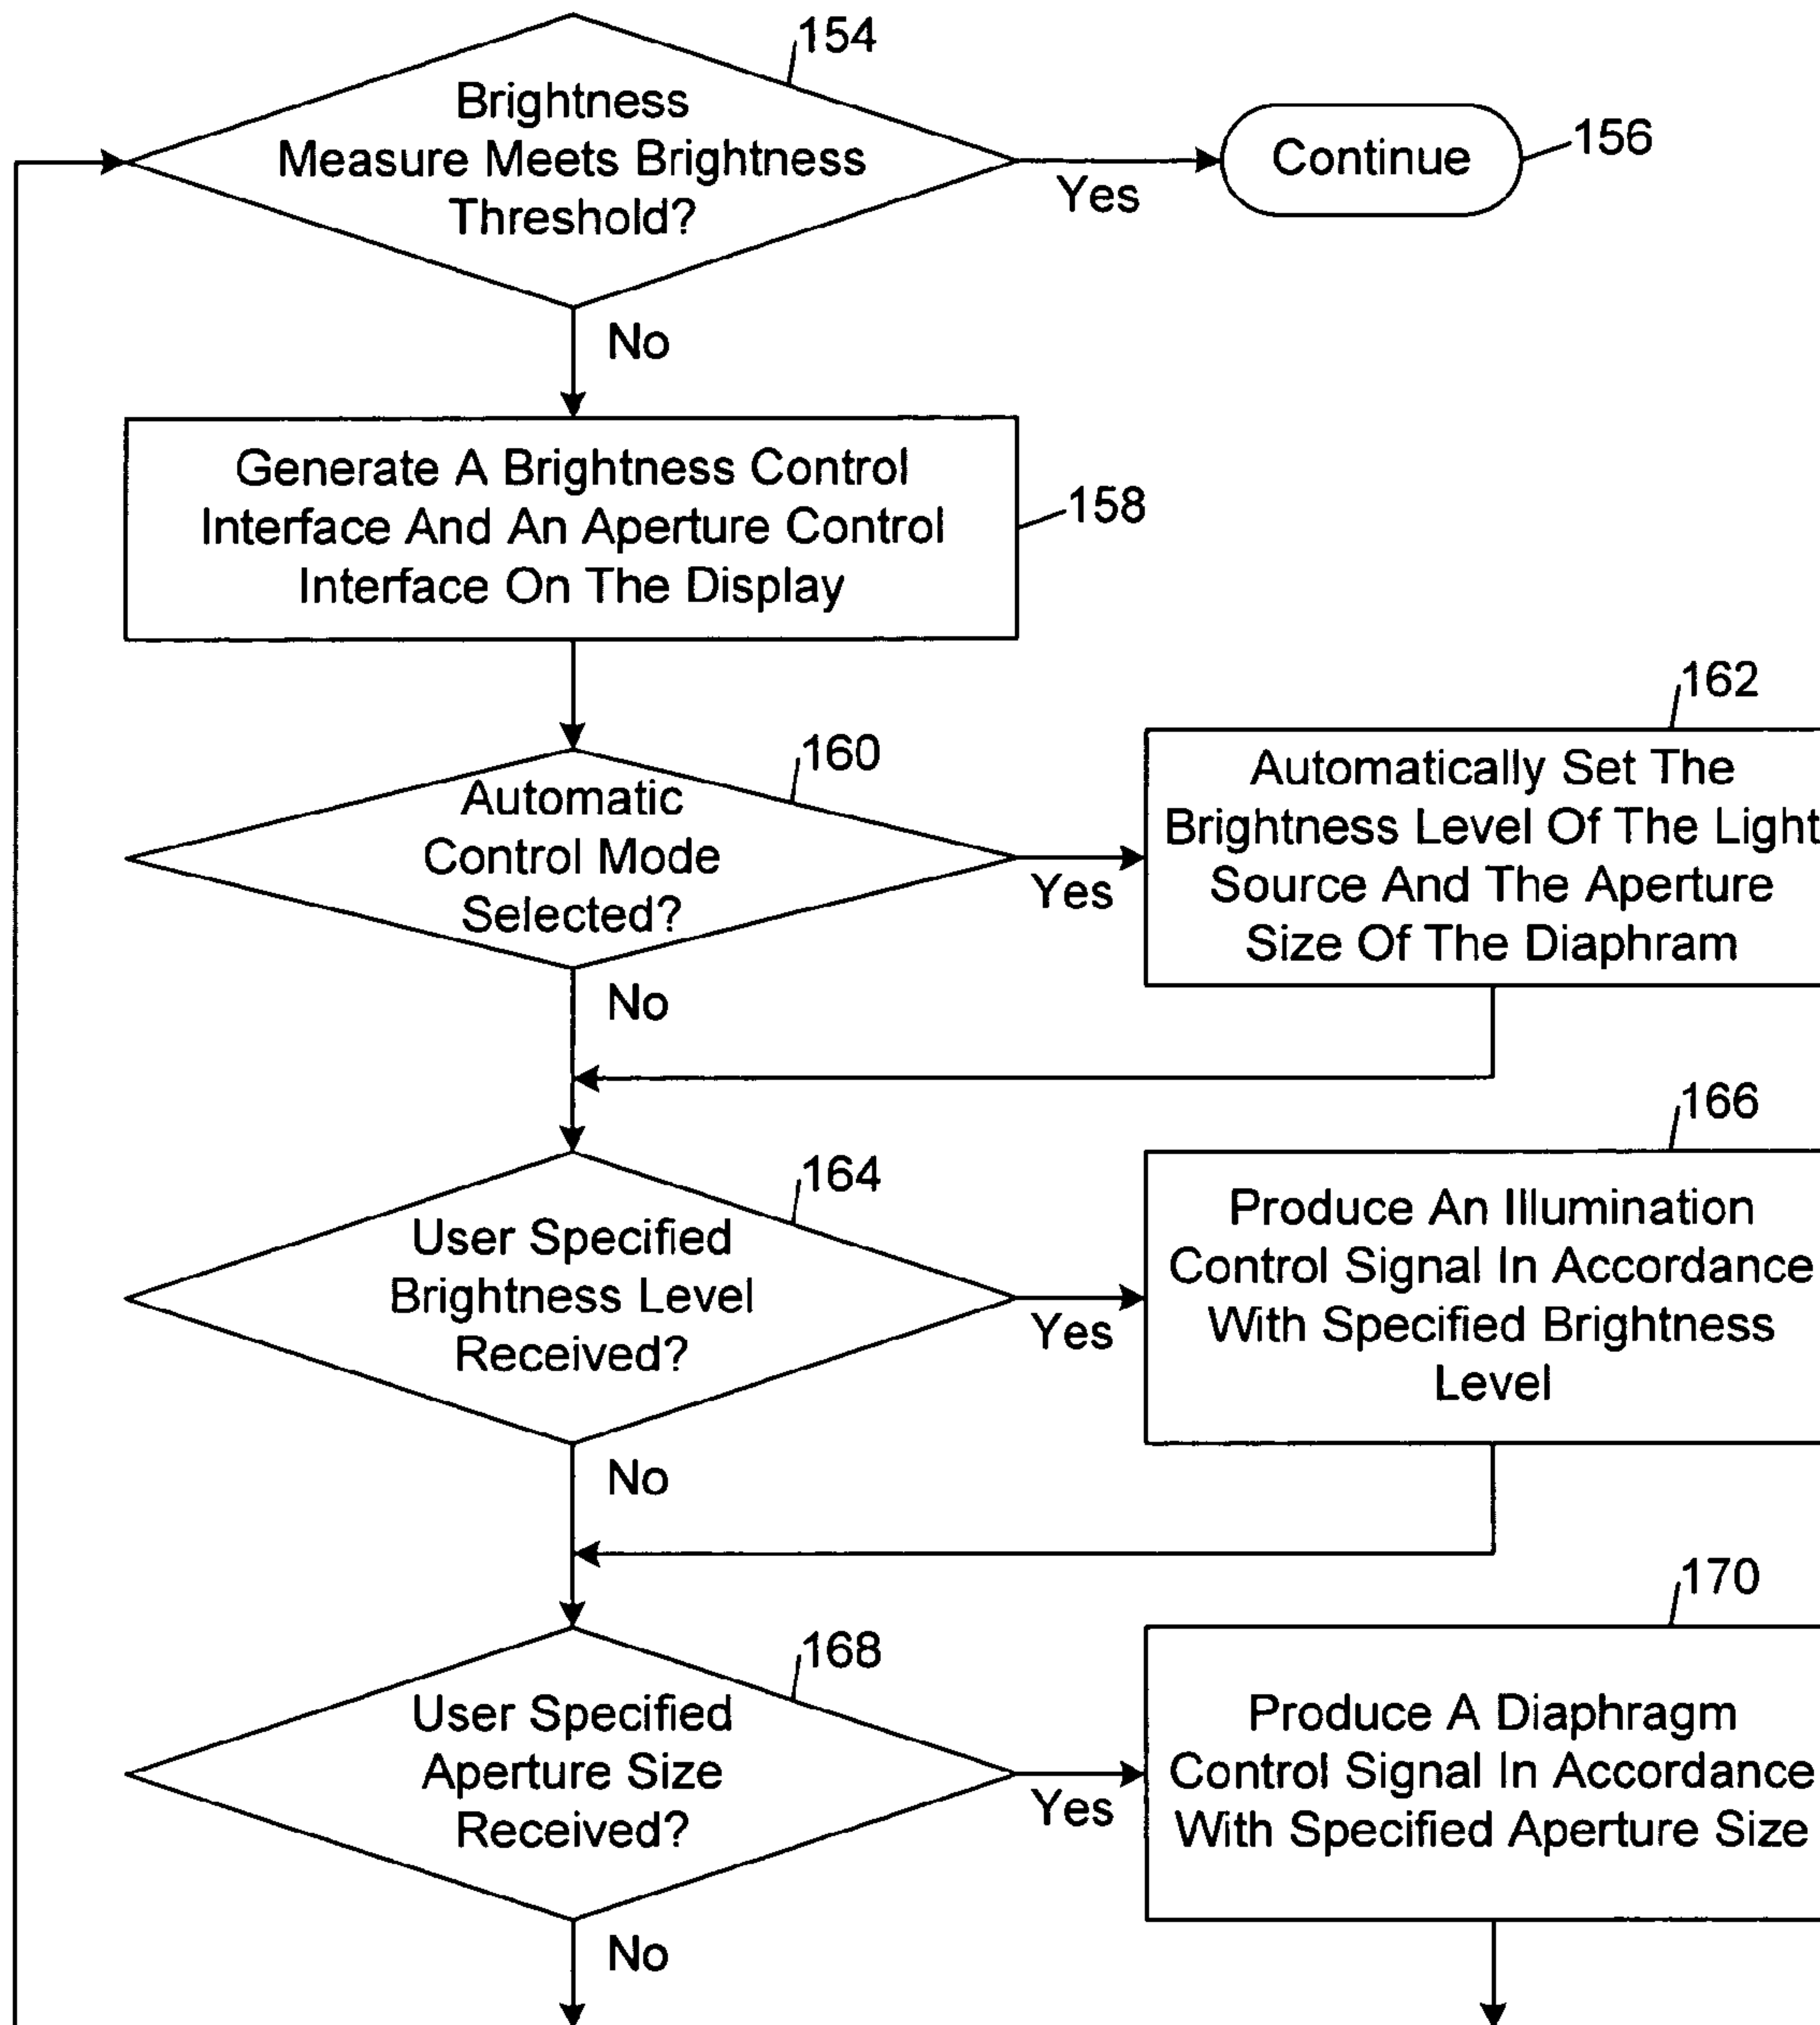 154
Brightness
Measure Meets Brightness
Threshold?
Yes
Continue
156
No
Generate A Brightness Control
Interface And An Aperture Control
Interface On The Display
158
160
Automatic
Control Mode
Selected?
Yes
162
Automatically Set The
Brightness Level Of The Light
Source And The Aperture
Size Of The Diaphram
No
164
User Specified
Brightness Level
Received?
Yes
166
Produce An Illumination
Control Signal In Accordance
With Specified Brightness
Level
No
168
User Specified
Aperture Size
Received?
Yes
170
Produce A Diaphragm
Control Signal In Accordance
With Specified Aperture Size
No